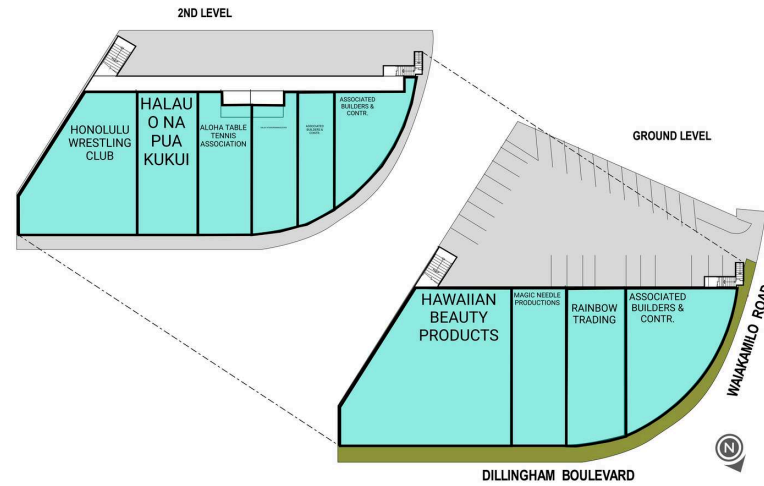 2ND LEVEL
HONOLULU
WRESTLING
CLUB
HALAU
O NA
PUA
KUKUI
ALOHA TABLE
TENNIS
ASSOCIATION
ASSOCIATED
BUILDERS &
CONTR.
ASSOCIATED
BUILDERS &
CONTR.
GROUND LEVEL
HAWAIIAN
BEAUTY
PRODUCTS
MAGIC NEEDLE
PRODUCTIONS
RAINBOW
TRADING
ASSOCIATED
BUILDERS &
CONTR.
WAIAKAMILO ROAD
DILLINGHAM BOULEVARD
N